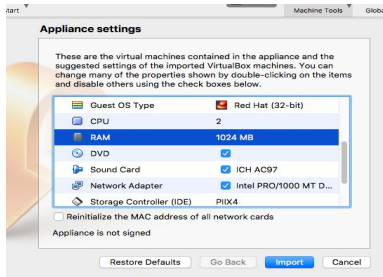 Start
Machine Tools
Globa
Appliance settings
These are the virtual machines contained in the appliance and the
suggested settings of the imported VirtualBox machines. You can
change many of the properties shown by double-clicking on the items
and disable others using the check boxes below.
Guest OS Type Red Hat (32-bit)
CPU 2
RAM 1024 MB
DVD
Sound Card ICH AC97
Network Adapter Intel PRO/1000 MT D...
Storage Controller (IDE) PIIX4
Reinitialize the MAC address of all network cards
Appliance is not signed
Restore Defaults Go Back Import Cancel